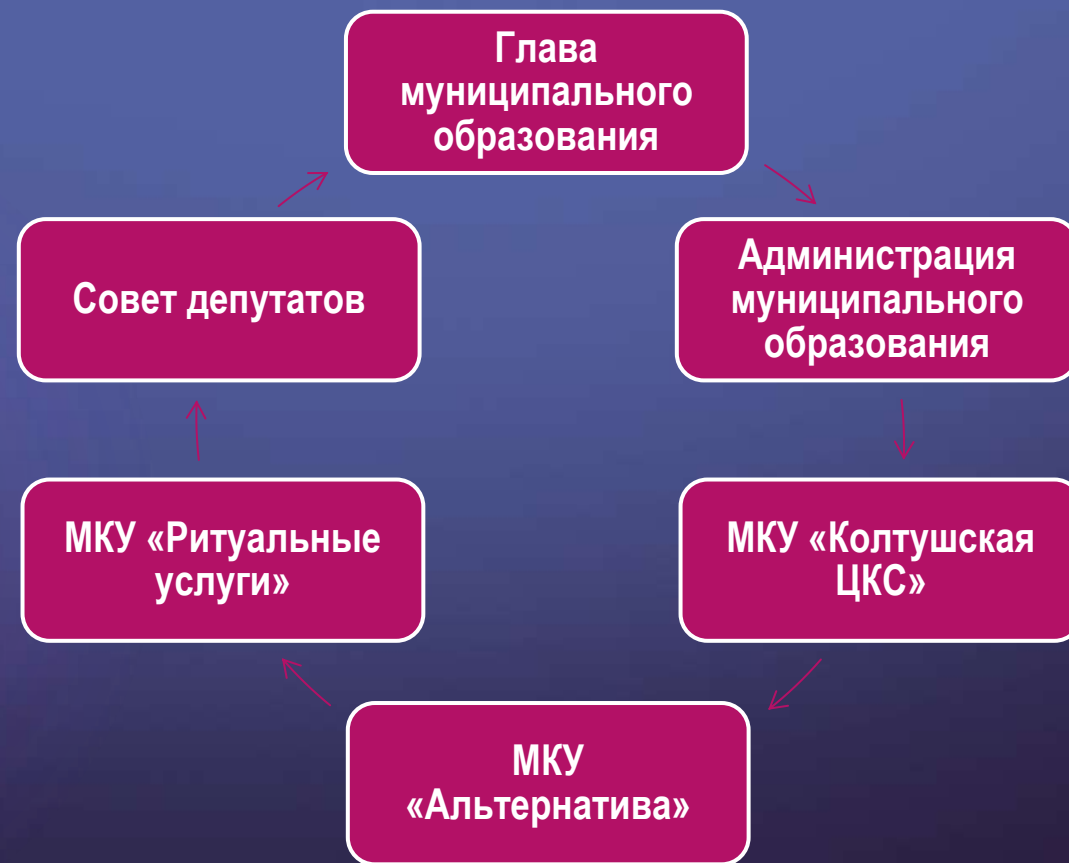 Глава
муниципального
образования
Совет депутатов
Администрация
муниципального
образования
МКУ «Ритуальные
услуги»
МКУ «Колтушская
ЦКС»
МКУ
«Альтернатива»